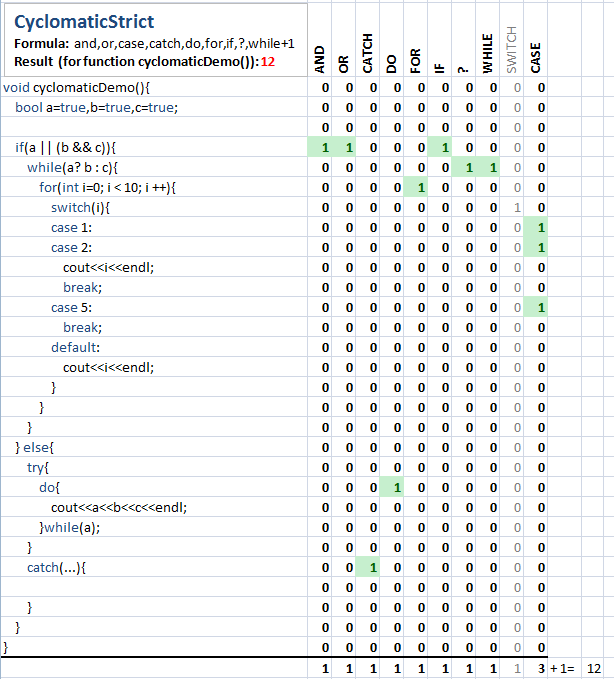 CyclomaticStrict
Formula: and,or,case,catch,do,for,if,?,while+1
Result (for function cyclomaticDemo()): 12
AND OR CATCH DO FOR IF ? WHILE SWITCH CASE
void cyclomaticDemo(){ 0 0 0 0 0 0 0 0 0 0
bool a=true,b=true,c=true; 0 0 0 0 0 0 0 0 0 0
0 0 0 0 0 0 0 0 0 0
if(a || (b && c)){ 1 1 0 0 0 1 0 0 0 0
while(a? b : c){ 0 0 0 0 0 0 1 1 0 0
for(int i=0; i < 10; i ++){ 0 0 0 0 1 0 0 0 0 0
switch(i){ 0 0 0 0 0 0 0 0 1 0
case 1: 0 0 0 0 0 0 0 0 0 1
case 2: 0 0 0 0 0 0 0 0 0 1
cout<<i<<endl; 0 0 0 0 0 0 0 0 0 0
break; 0 0 0 0 0 0 0 0 0 0
case 5: 0 0 0 0 0 0 0 0 0 1
break; 0 0 0 0 0 0 0 0 0 0
default: 0 0 0 0 0 0 0 0 0 0
cout<<i<<endl; 0 0 0 0 0 0 0 0 0 0
} 0 0 0 0 0 0 0 0 0 0
} 0 0 0 0 0 0 0 0 0 0
} 0 0 0 0 0 0 0 0 0 0
} else{ 0 0 0 0 0 0 0 0 0 0
try{ 0 0 0 0 0 0 0 0 0 0
do{ 0 0 0 1 0 0 0 0 0 0
cout<<a<<b<<c<<endl; 0 0 0 0 0 0 0 0 0 0
}while(a); 0 0 0 0 0 0 0 0 0 0
} 0 0 0 0 0 0 0 0 0 0
catch(...){ 0 0 1 0 0 0 0 0 0 0
0 0 0 0 0 0 0 0 0 0
} 0 0 0 0 0 0 0 0 0 0
} 0 0 0 0 0 0 0 0 0 0
} 0 0 0 0 0 0 0 0 0 0
1 1 1 1 1 1 1 1 1 3 +1= 12